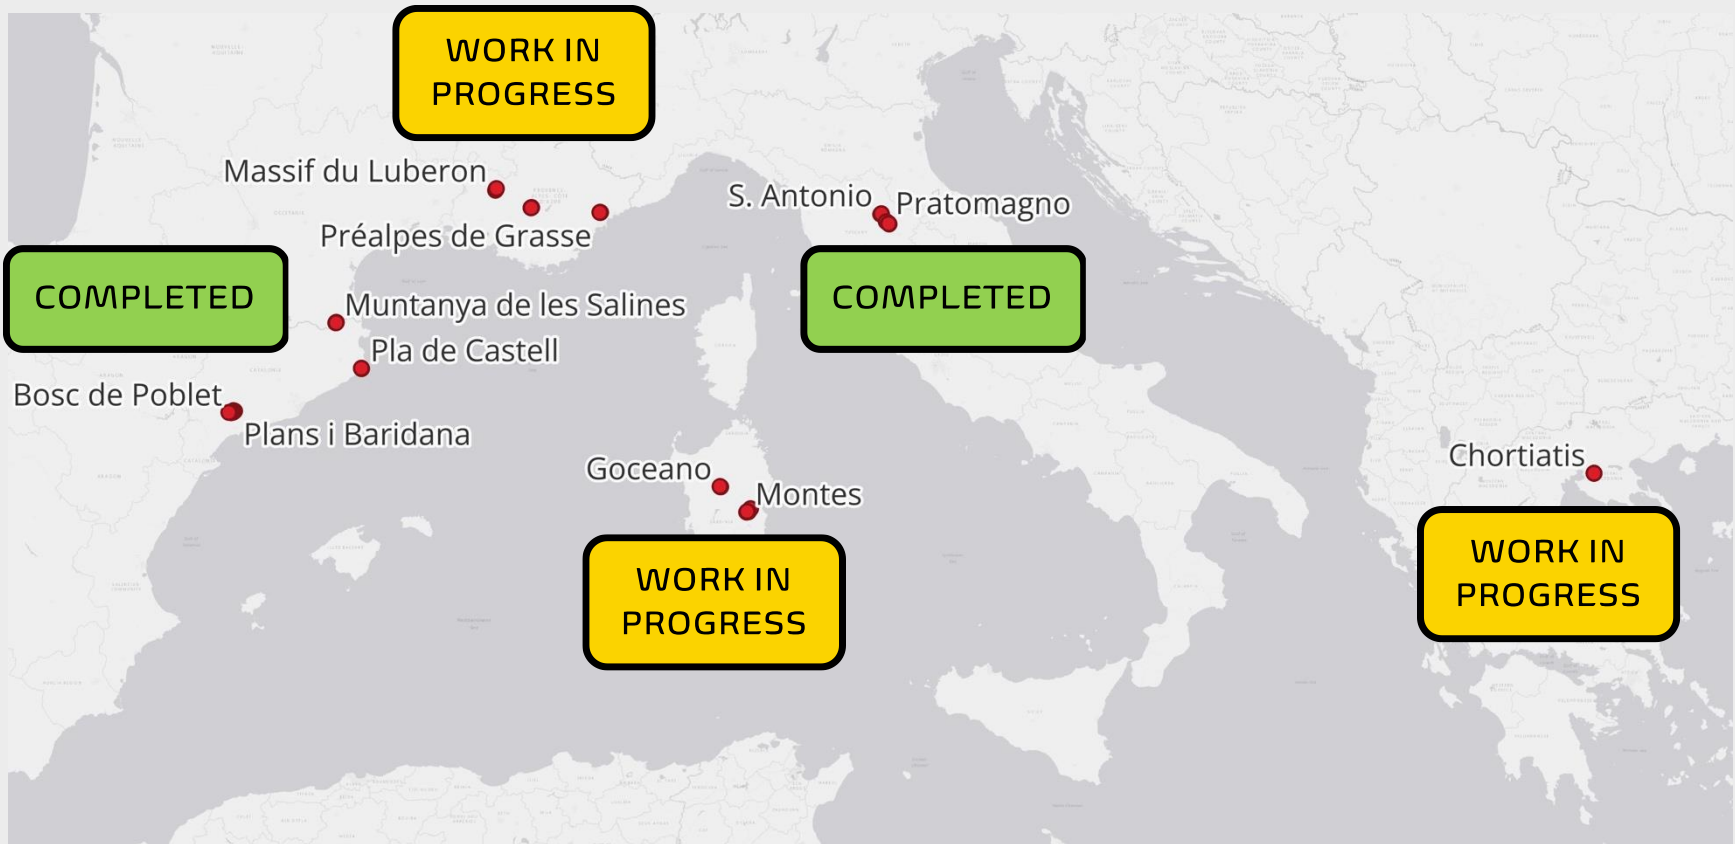 WORK IN
PROGRESS
Massif du Luberon
S. Antonio
Pratomagno
Préalpes de Grasse
COMPLETED
COMPLETED
Muntanya de les Salines
Pla de Castell
Bosc de Poblet
Plans i Baridana
Goceano
Montes
Chortiatis
WORK IN
PROGRESS
WORK IN
PROGRESS